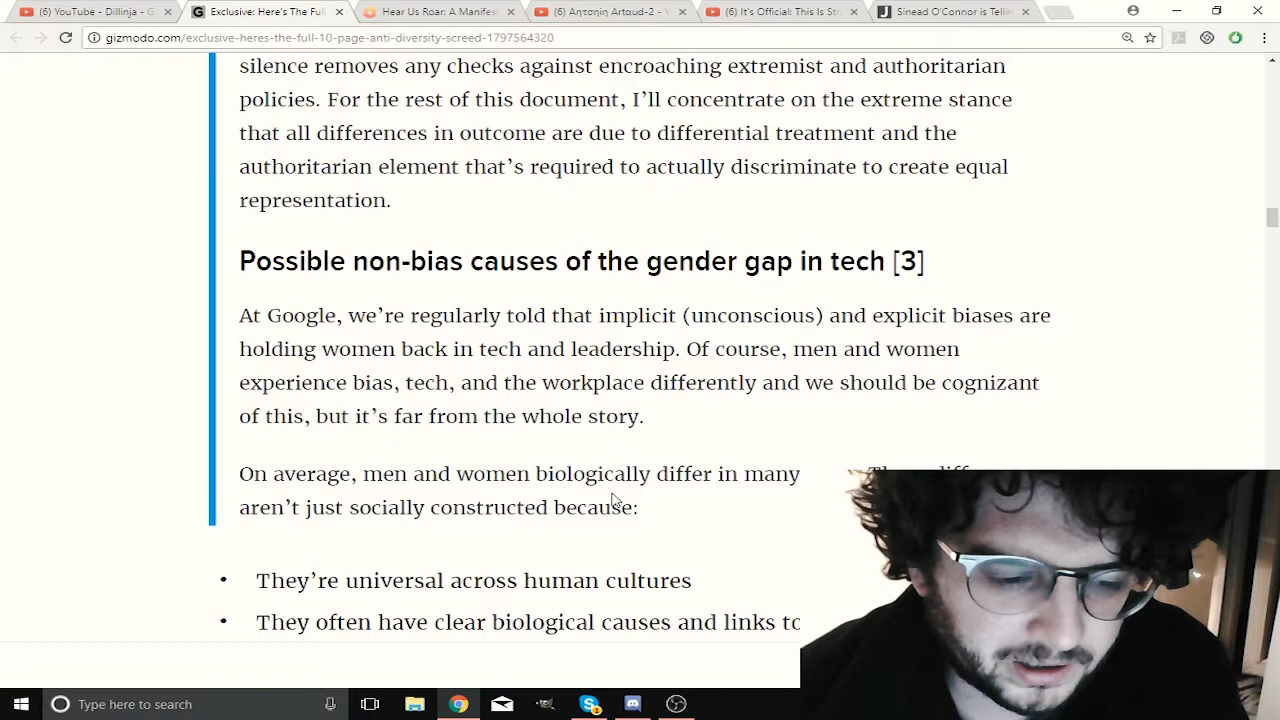 (6) YouTube - Dillinja - G
Exclusive: Here's The Full
Hear Us Roar: A Manifest
(6) Αητσηίη Artaud-2 - Y
(6) It's Official: This Is Str
Sinead O'Connor is Tellin
gizmodo.com/exclusive-heres-the-full-10-page-anti-diversity-screed-1797564320
silence removes any checks against encroaching extremist and authoritarian
policies. For the rest of this document, I’ll concentrate on the extreme stance
that all differences in outcome are due to differential treatment and the
authoritarian element that’s required to actually discriminate to create equal
representation.
Possible non-bias causes of the gender gap in tech [3]
At Google, we’re regularly told that implicit (unconscious) and explicit biases are
holding women back in tech and leadership. Of course, men and women
experience bias, tech, and the workplace differently and we should be cognizant
of this, but it’s far from the whole story.
On average, men and women biologically differ in many
aren’t just socially constructed because:
• They’re universal across human cultures
• They often have clear biological causes and links to
Type here to search